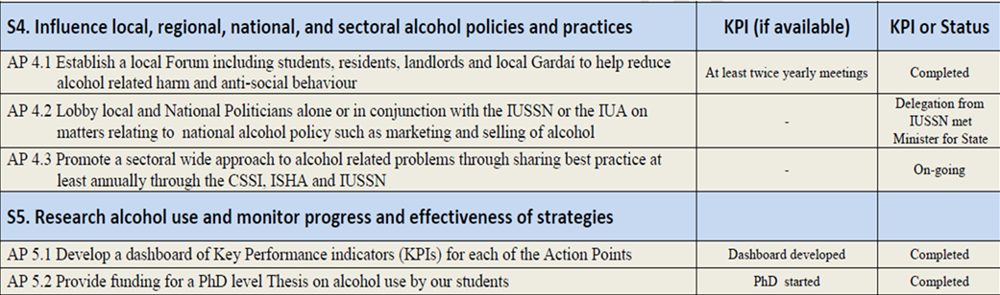 S4. Influence local, regional, national, and sectoral alcohol policies and practices KPI (if available) KPI or Status
AP 4.1 Establish a local Forum including students, residents, landlords and local Gardaí to help reduce
alcohol related harm and anti-social behaviour
At least twice yearly meetings
Completed
AP 4.2 Lobby local and National Politicians alone or in conjunction with the IUSSN or the IUA on
matters relating to national alcohol policy such as marketing and selling of alcohol
-
Delegation from
IUSSN met
Minister for State
AP 4.3 Promote a sectoral wide approach to alcohol related problems through sharing best practice at
least annually through the CSSI, ISHA and IUSSN
-
On-going
S5. Research alcohol use and monitor progress and effectiveness of strategies
AP 5.1 Develop a dashboard of Key Performance indicators (KPIs) for each of the Action Points Dashboard developed Completed
AP 5.2 Provide funding for a PhD level Thesis on alcohol use by our students PhD started Completed